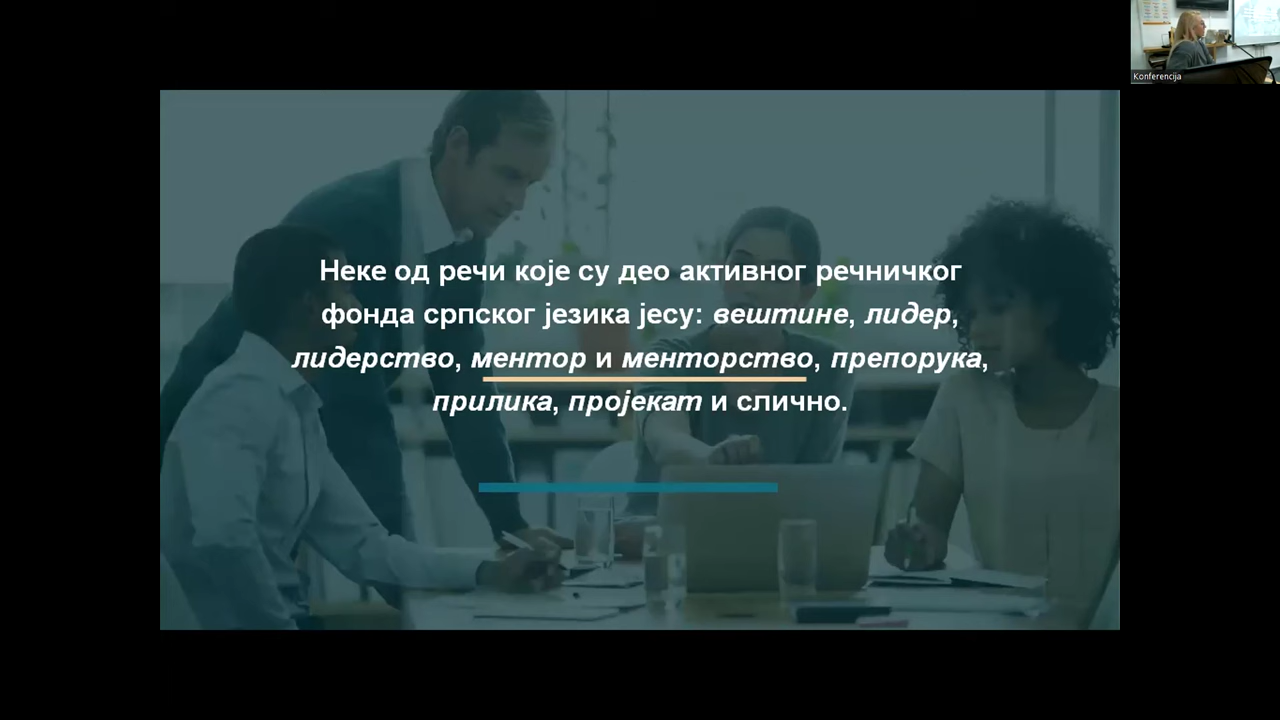 Konferencija
Неке од речи које су део активног речничког
фонда српског језика јесу: вештине, лидер,
лидерство, ментор и менторство, препорука,
прилика, пројекат и слично.